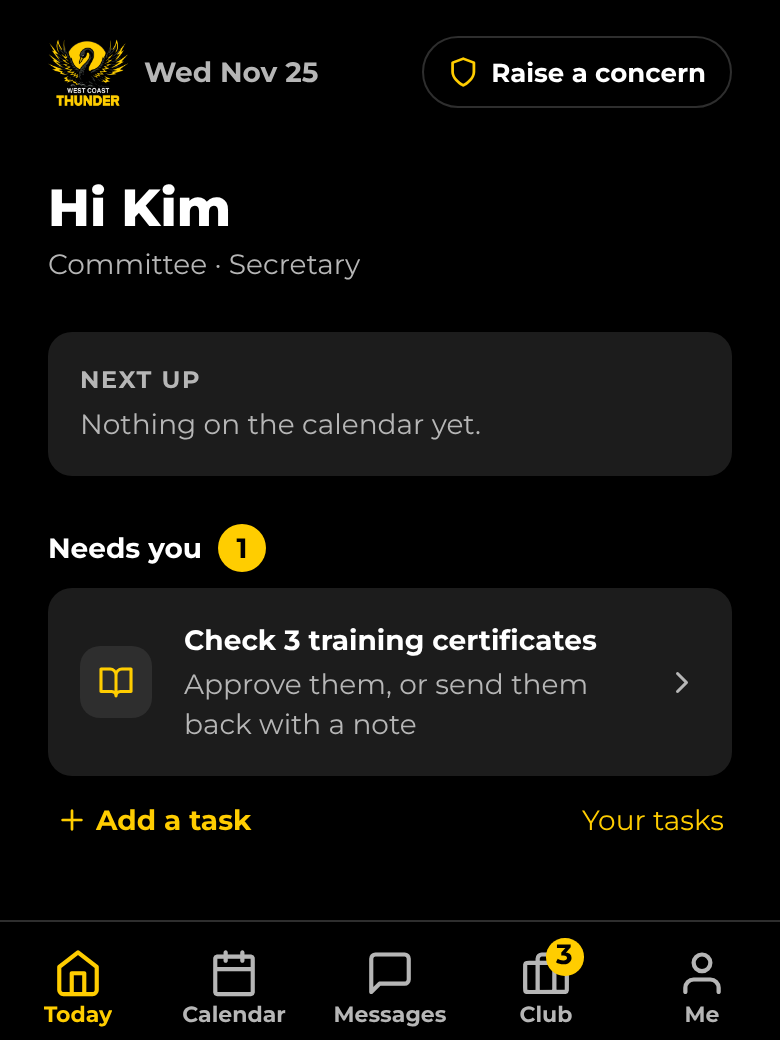 WEST COAST
THUNDER
Wed Nov 25
Raise a concern
Hi Kim
Committee · Secretary
NEXT UP
Nothing on the calendar yet.
Needs you 1
Check 3 training certificates
Approve them, or send them
back with a note
+ Add a task
Your tasks
3
Today
Calendar
Messages
Club
Me